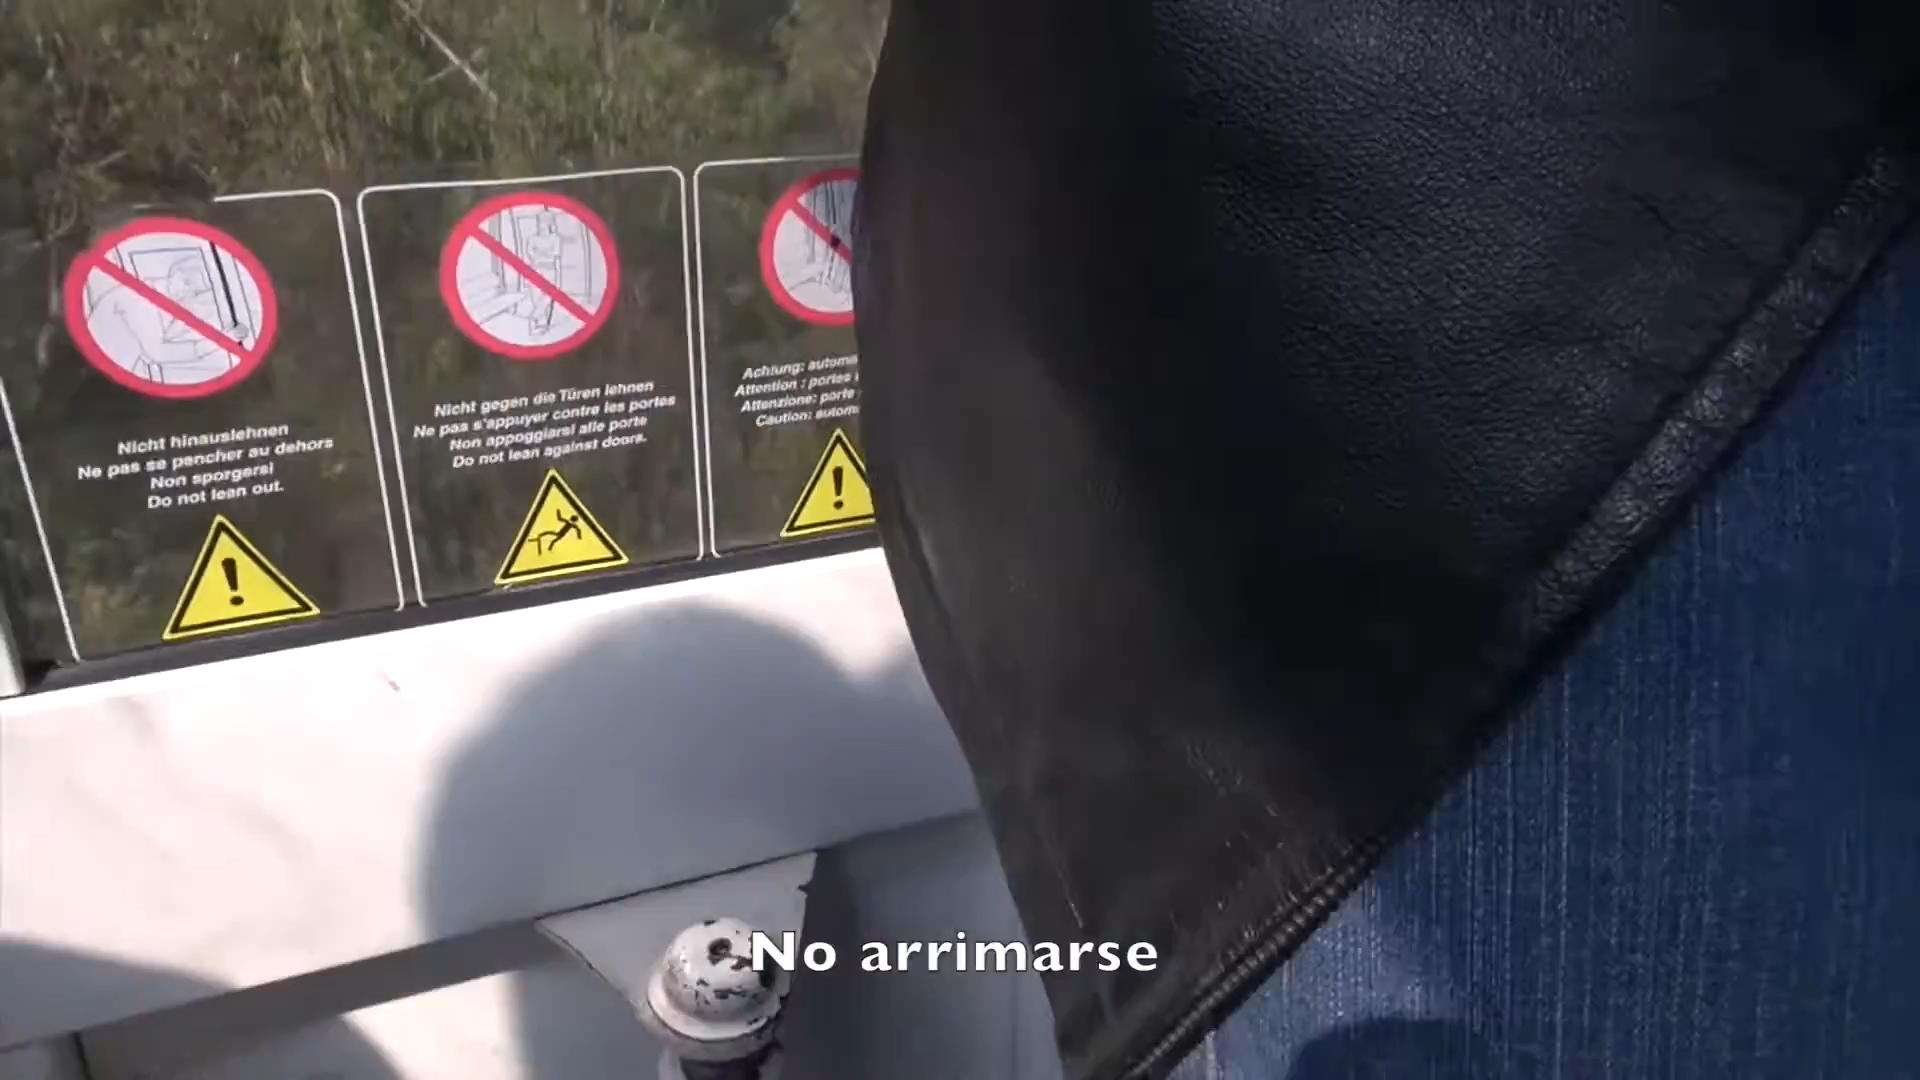 Nicht hinauslehnen
Ne pas se pencher au dehors
Non sporgersi
Do not lean out.
Nicht gegen die Türen lehnen
Ne pas s'appuyer contre les portes
Non appoggiarsi alle porte
Do not lean against doors.
Achtung:
Attention : portes
Attenzione: porte
Caution:
No arrimarse